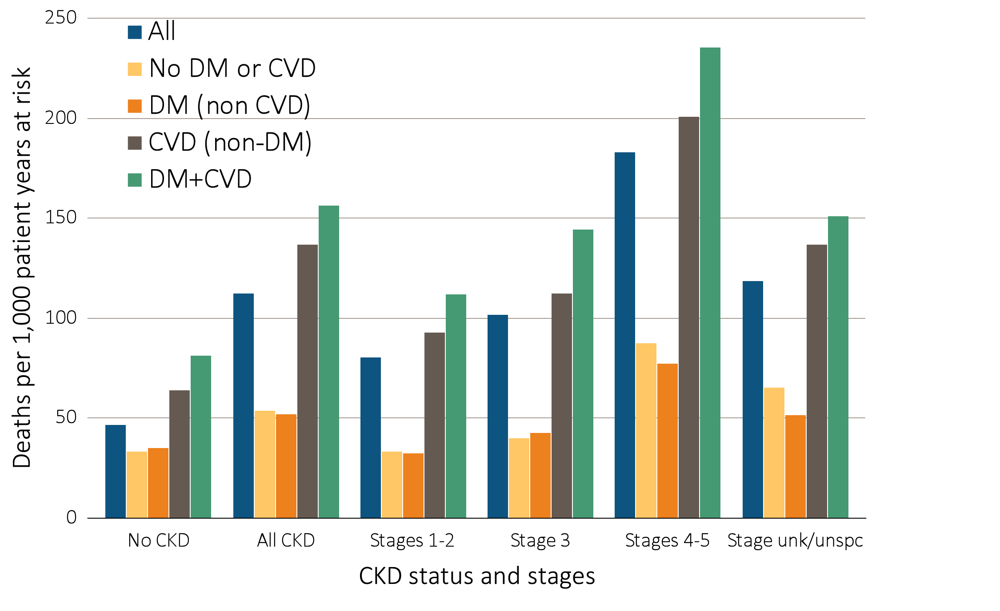 Deaths per 1,000 patient years at risk
250
200
150
100
50
0
All
No DM or CVD
DM (non CVD)
CVD (non-DM)
DM+CVD
No CKD
All CKD
Stages 1-2
Stage 3
Stages 4-5
Stage unk/unspc
CKD status and stages